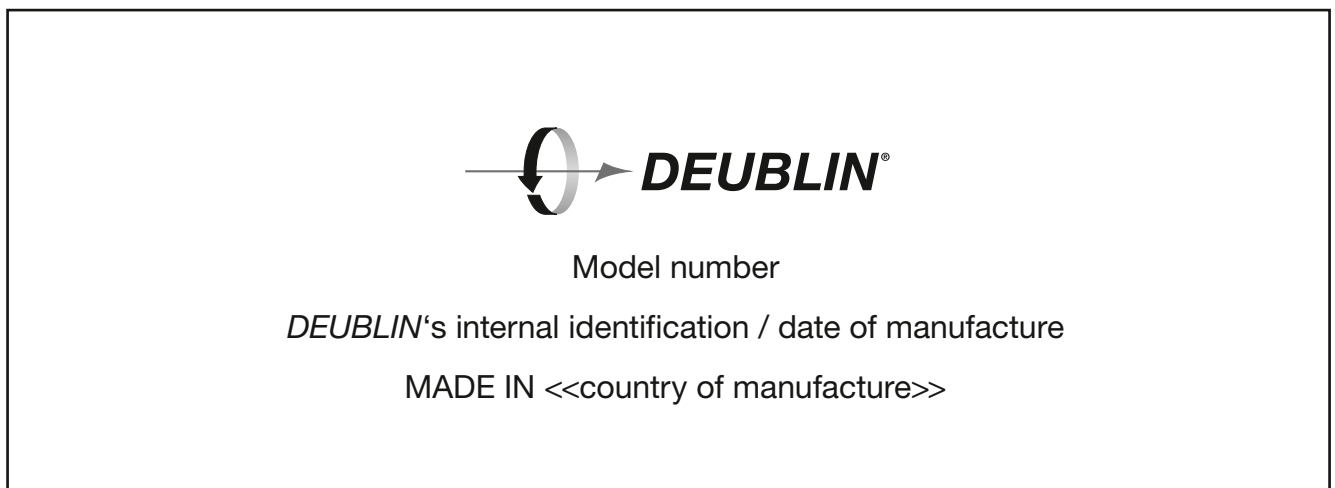 DEUBLIN®
Model number
DEUBLIN‘s internal identification / date of manufacture
MADE IN <<country of manufacture>>